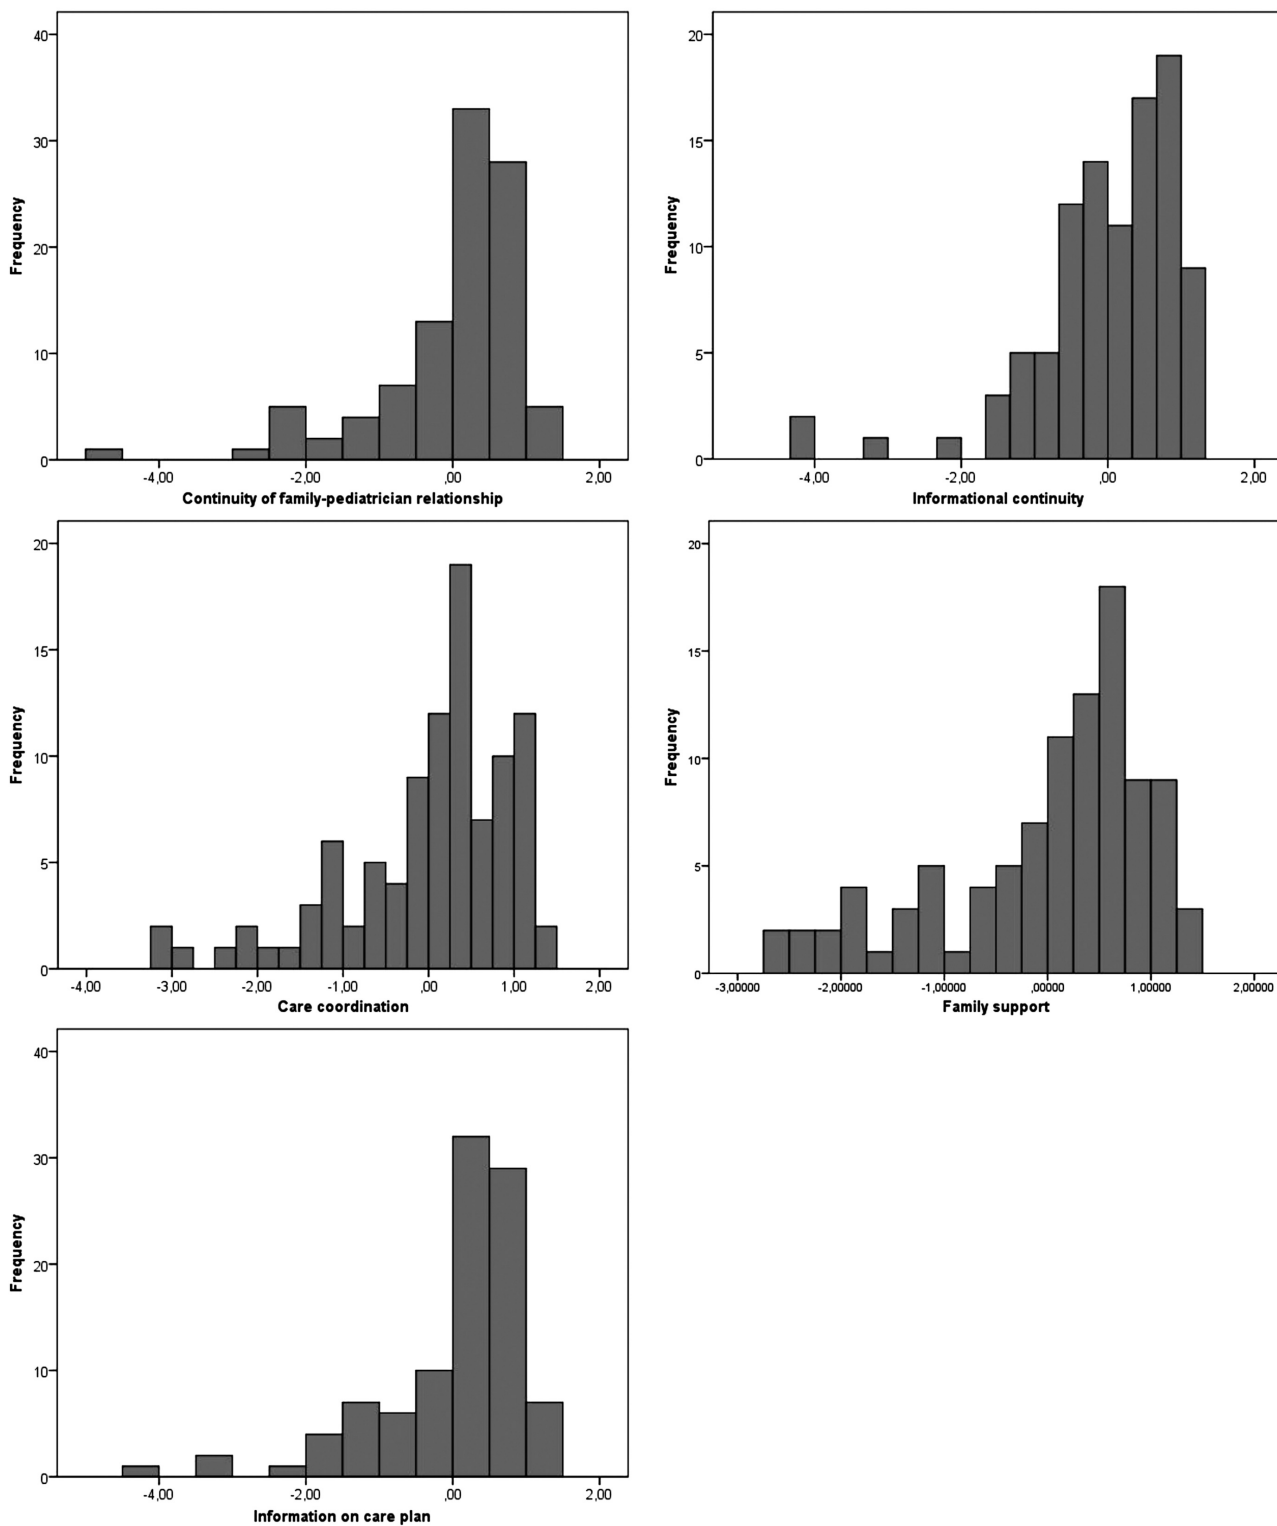 40
30
20
10
0
Frequency
-4,00 -2,00 ,00 2,00
Continuity of family-pediatrician relationship
20
15
10
5
0
Frequency
-4,00 -2,00 ,00 2,00
Informational continuity
20
15
10
5
0
Frequency
-4,00 -3,00 -2,00 -1,00 ,00 1,00 2,00
Care coordination
20
15
10
5
0
Frequency
-3,00000 -2,00000 -1,00000 ,00000 1,00000 2,00000
Family support
40
30
20
10
0
Frequency
-4,00 -2,00 ,00 2,00
Information on care plan